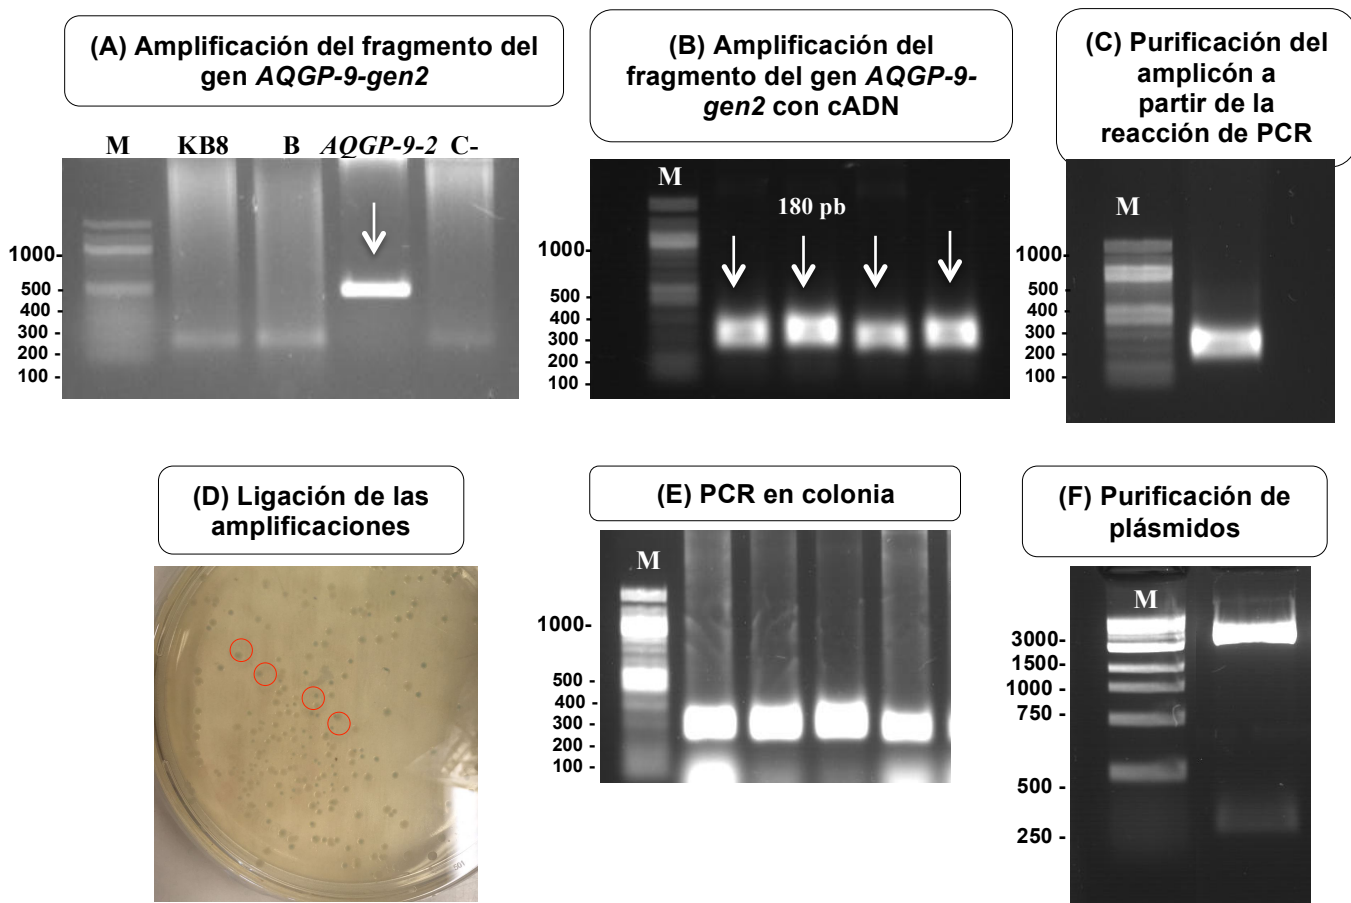 (A) Amplificación del fragmento del
gen AQGP-9-gen2
M KB8 B AQGP-9-2 C-
1000-
500 -
400 -
300 -
200 -
100 -
(B) Amplificación del
fragmento del gen AQGP-9-
gen2 con cADN
M
180 pb
1000-
500 -
400 -
300 -
200 -
100 -
(C) Purificación del
amplicón a
partir de la
reacción de PCR
M
1000-
500 -
400 -
300 -
200 -
100 -
(D) Ligación de las
amplificaciones
(E) PCR en colonia
M
1000-
500 -
400 -
300 -
200 -
100 -
(F) Purificación de
plásmidos
M
3000-
1500-
1000 -
750 -
500 -
250 -